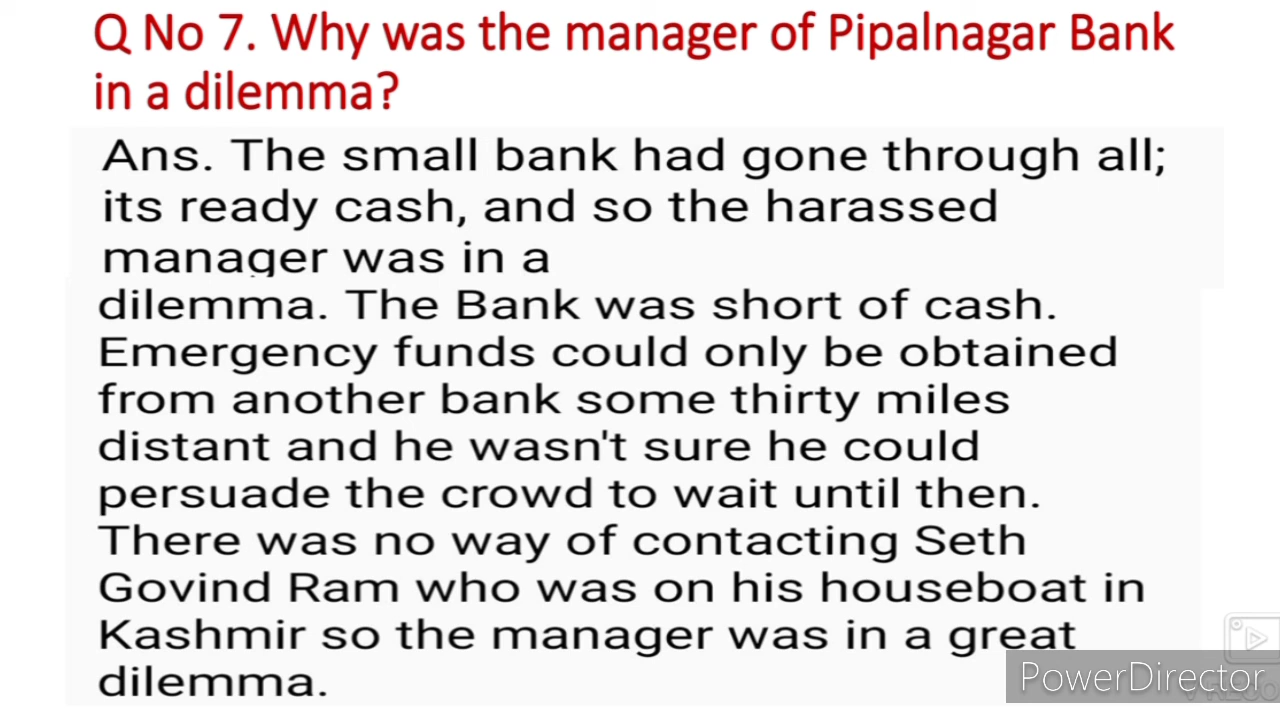 Q No 7. Why was the manager of Pipalnagar Bank
in a dilemma?
Ans. The small bank had gone through all;
its ready cash, and so the harassed
manager was in a
dilemma. The Bank was short of cash.
Emergency funds could only be obtained
from another bank some thirty miles
distant and he wasn't sure he could
persuade the crowd to wait until then.
There was no way of contacting Seth
Govind Ram who was on his houseboat in
Kashmir so the manager was in a great
dilemma.
PowerDirector